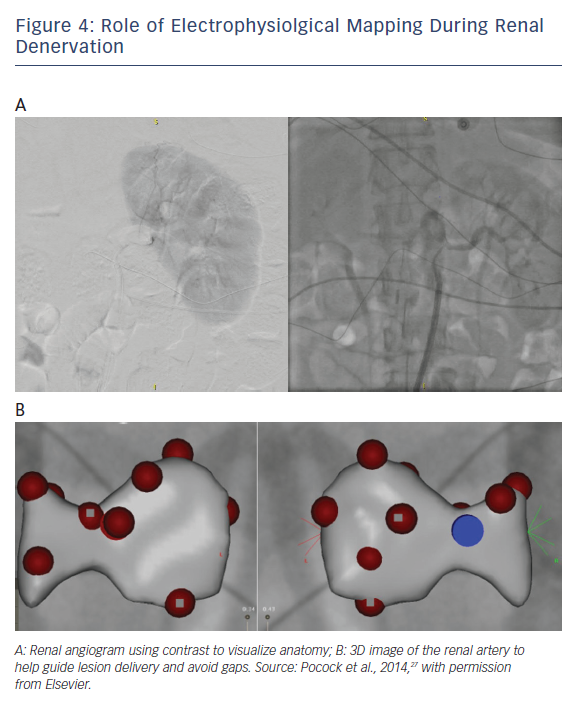 Figure 4: Role of Electrophysiolgical Mapping During Renal
Denervation
A
B
A: Renal angiogram using contrast to visualize anatomy; B: 3D image of the renal artery to
help guide lesion delivery and avoid gaps. Source: Pocock et al., 2014,²⁷ with permission
from Elsevier.